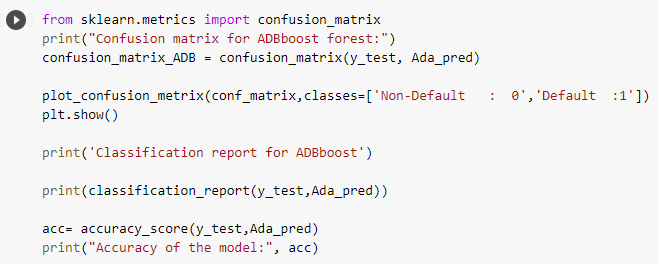 from sklearn.metrics import confusion_matrix
print("Confusion matrix for ADBboost forest:")
confusion_matrix_ADB = confusion_matrix(y_test, Ada_pred)
plot_confusion_metrix(conf_matrix,classes=['Non-Default   :  0','Default  :1'])
plt.show()
print('Classification report for ADBboost')
print(classification_report(y_test,Ada_pred))
acc= accuracy_score(y_test,Ada_pred)
print("Accuracy of the model:", acc)